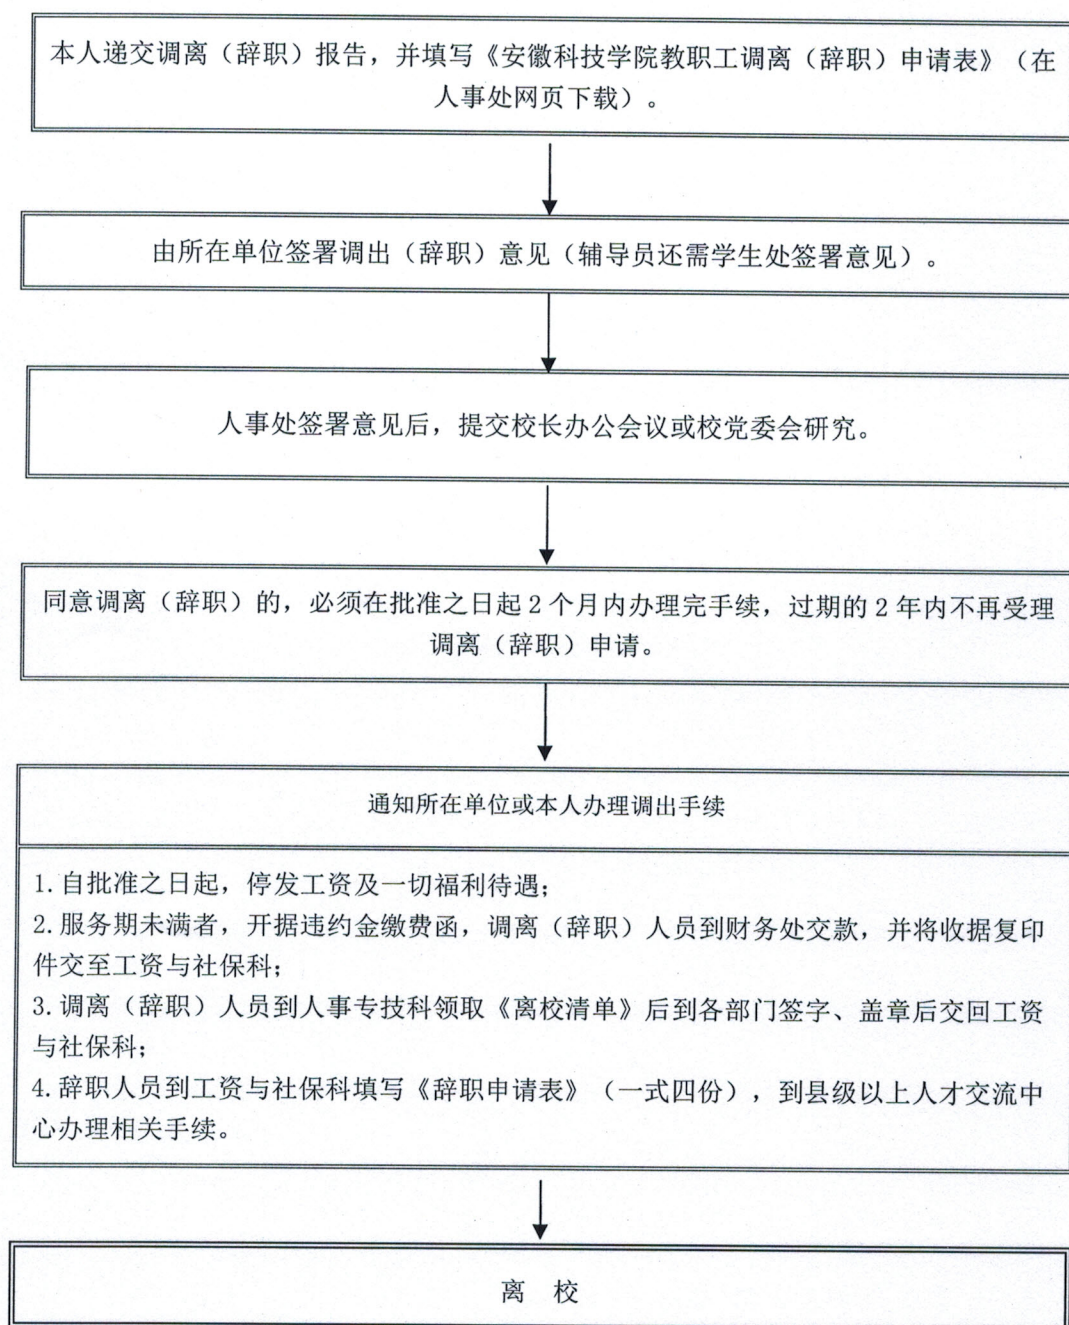 本人递交调离（辞职）报告，并填写《安徽科技学院教职工调离（辞职）申请表》（在
人事处网页下载）。
由所在单位签署调出（辞职）意见（辅导员还需学生处签署意见）。
人事处签署意见后，提交校长办公会议或校党委会研究。
同意调离（辞职）的，必须在批准之日起 2 个月内办理完手续，过期的 2 年内不再受理
调离（辞职）申请。
通知所在单位或本人办理调出手续
1.自批准之日起，停发工资及一切福利待遇；
2.服务期未满者，开据违约金缴费函，调离（辞职）人员到财务处交款，并将收据复印
件交至工资与社保科；
3.调离（辞职）人员到人事专技科领取《离校清单》后到各部门签字、盖章后交回工资
与社保科；
4.辞职人员到工资与社保科填写《辞职申请表》（一式四份），到县级以上人才交流中
心办理相关手续。
离 校